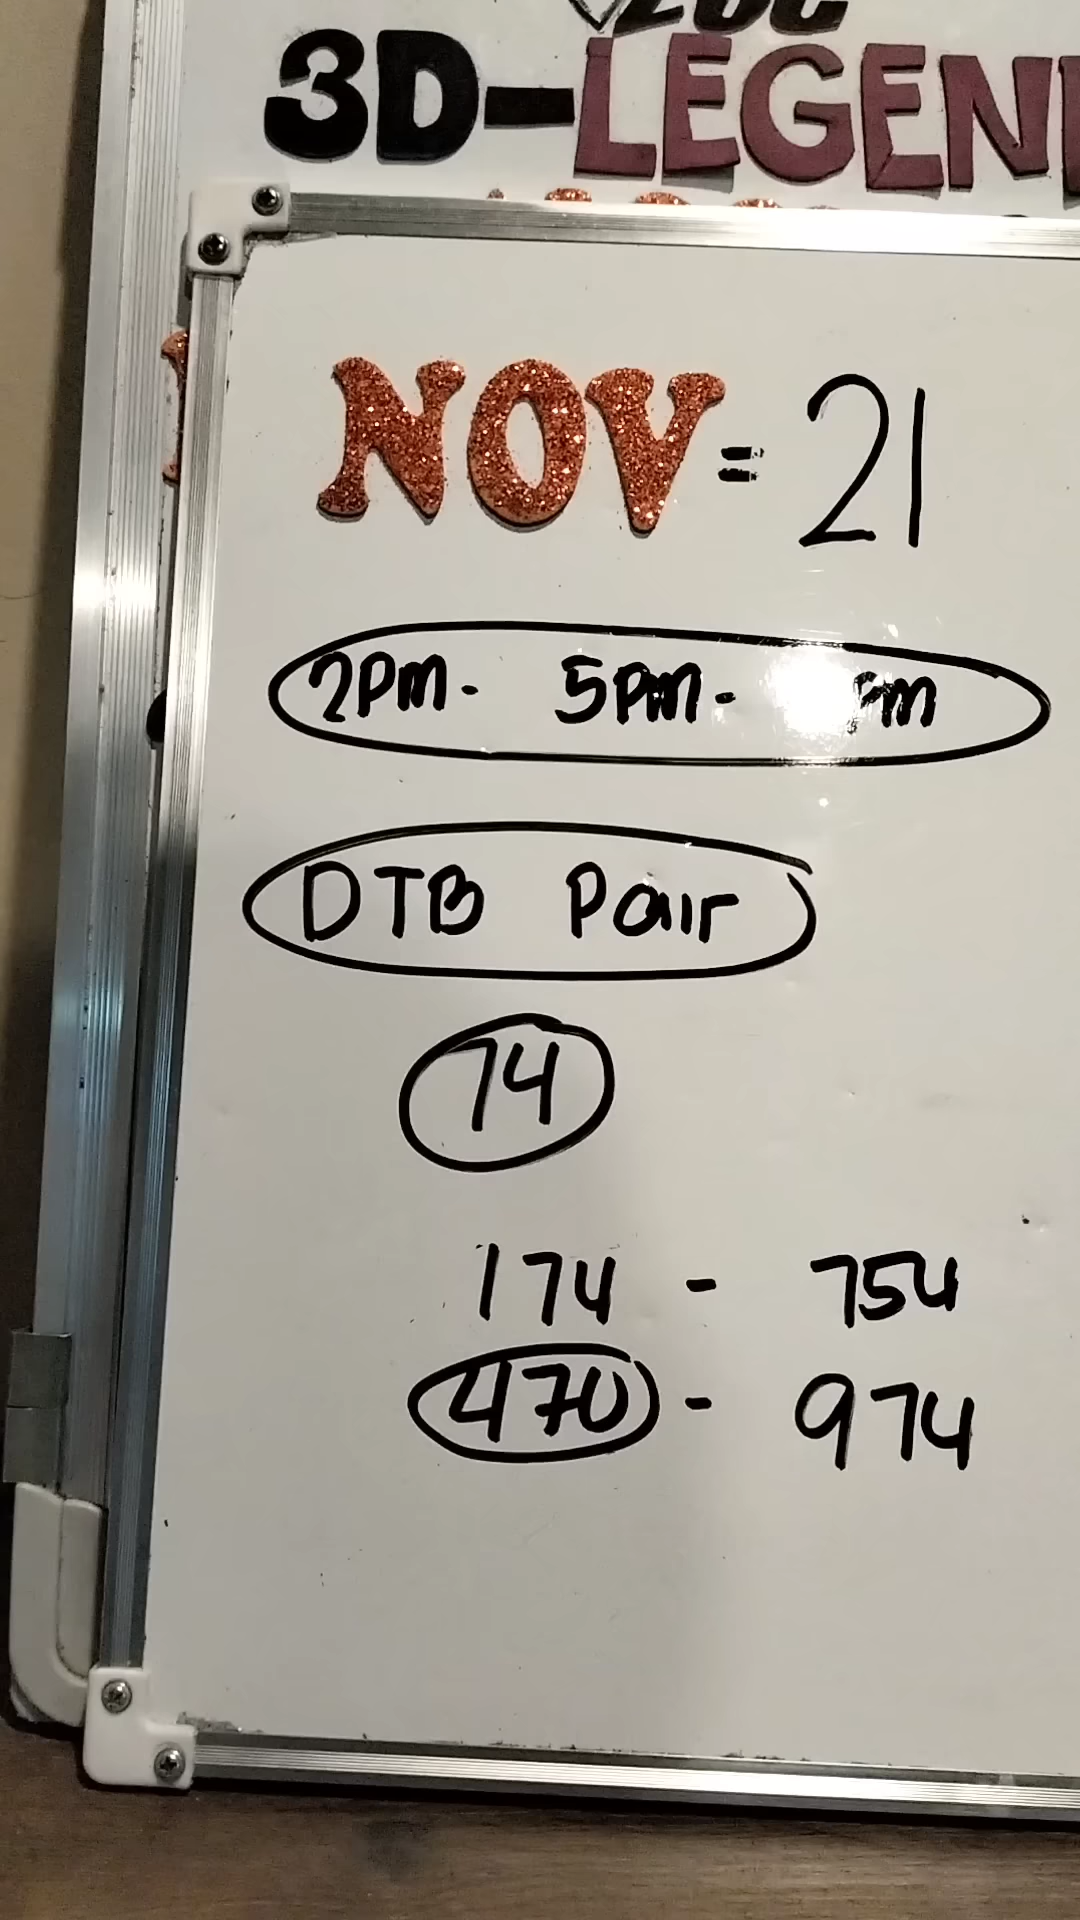 3D-LEGEN
NOV = 21
2Pm. 5Pm-
DTB Pair
74
174 - 754
470 - 974